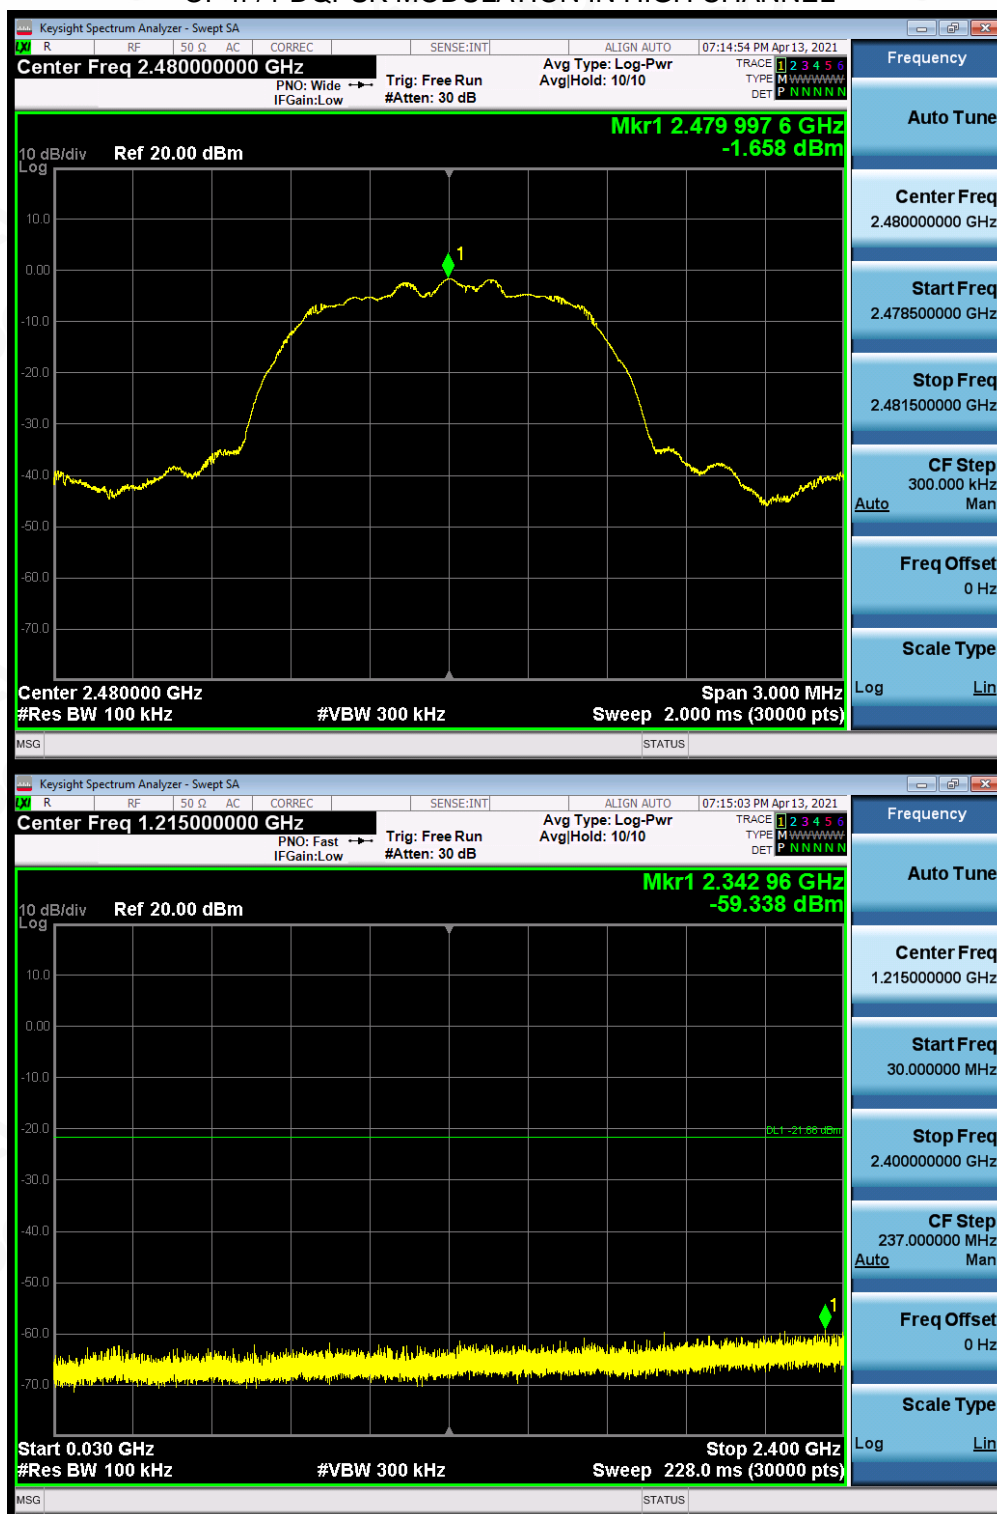 Keysight Spectrum Analyzer - Swept SA
LXI R RF 50 Ω AC CORREC SENSE:INT ALIGN AUTO 07:14:54 PM Apr 13, 2021
Center Freq 2.480000000 GHz
PNO: Wide
IFGain:Low
Trig: Free Run
#Atten: 30 dB
Avg Type: Log-Pwr
Avg|Hold: 10/10
TRACE 1 2 3 4 5 6
TYPE M WWWWW
DET P N N N N N
Mkr1 2.479 997 6 GHz
-1.658 dBm
10 dB/div Ref 20.00 dBm
Log
10.0
1
0.00
-10.0
-20.0
-30.0
-40.0
-50.0
-60.0
-70.0
Center 2.480000 GHz Span 3.000 MHz
#Res BW 100 kHz #VBW 300 kHz Sweep 2.000 ms (30000 pts)
MSG STATUS
Frequency
Auto Tune
Center Freq
2.480000000 GHz
Start Freq
2.478500000 GHz
Stop Freq
2.481500000 GHz
CF Step
300.000 kHz
Auto Man
Freq Offset
0 Hz
Scale Type
Log Lin
Keysight Spectrum Analyzer - Swept SA
LXI R RF 50 Ω AC CORREC SENSE:INT ALIGN AUTO 07:15:03 PM Apr 13, 2021
Center Freq 1.215000000 GHz
PNO: Fast
IFGain:Low
Trig: Free Run
#Atten: 30 dB
Avg Type: Log-Pwr
Avg|Hold: 10/10
TRACE 1 2 3 4 5 6
TYPE M WWWWW
DET P N N N N N
Mkr1 2.342 96 GHz
-59.338 dBm
10 dB/div Ref 20.00 dBm
Log
10.0
0.00
-10.0
-20.0
DL1 -21.66 dBm
-30.0
-40.0
-50.0
1
-60.0
-70.0
Start 0.030 GHz Stop 2.400 GHz
#Res BW 100 kHz #VBW 300 kHz Sweep 228.0 ms (30000 pts)
MSG STATUS
Frequency
Auto Tune
Center Freq
1.215000000 GHz
Start Freq
30.000000 MHz
Stop Freq
2.400000000 GHz
CF Step
237.000000 MHz
Auto Man
Freq Offset
0 Hz
Scale Type
Log Lin